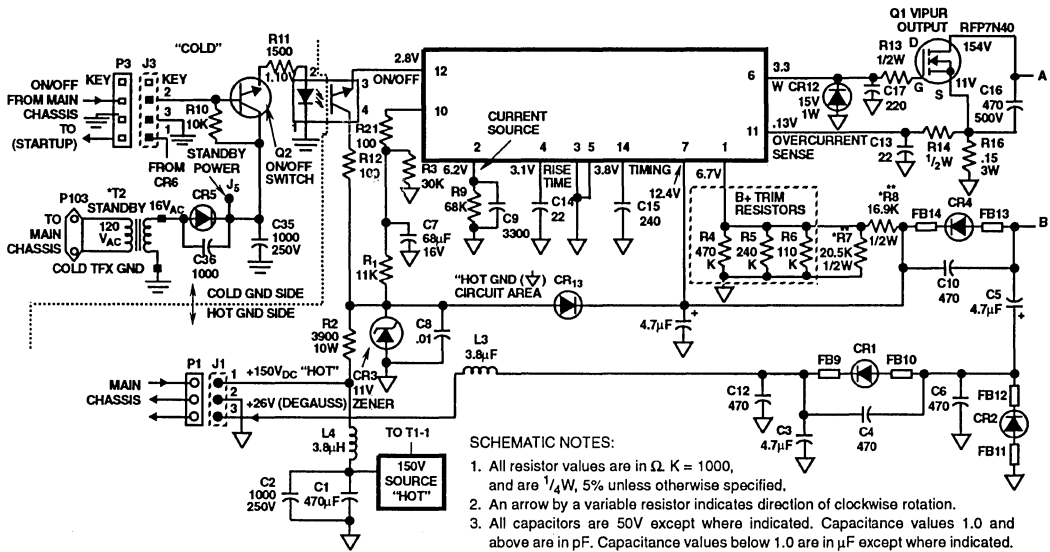 "COLD"
P3
J3
KEY
KEY
ON/OFF
FROM MAIN
CHASSIS
TO
(STARTUP)
2
3
1
FROM
CR6
R10
10K
R11
1500
1.10V
Q2
ON/OFF
SWITCH
STANDBY
POWER
J5
1
2
3
4
P103
*T2
STANDBY
16VAC
CR5
TO
MAIN
CHASSIS
120
VAC
COLD TFX GND
C36
1000
C35
1000
250V
COLD GND SIDE
HOT GND SIDE
2.8V
12
ON/OFF
10
R21
100
R12
100
R3
30K
C7
68µF
16V
R1
11K
CURRENT
SOURCE
2
6.2V
R9
68K
C9
3300
4
3.1V
RISE
TIME
C14
22
3
5
14
3.8V
TIMING
C15
240
7
12.4V
1
6.7V
6
3.3
W
CR12
15V
1W
C17
220
R13
1/2W
Q1 VIPUR
OUTPUT
RFP7N40
D
G
S
154V
11V
C16
470
500V
A
11
.13V
OVERCURRENT
SENSE
C13
22
R14
1/2W
R16
.15
3W
B+ TRIM
RESISTORS
R4
470
K
R5
240
K
R6
110
K
*R7
20.5K
1/2W
*R8
16.9K
1/2W
FB14
CR4
FB13
B
C10
470
C5
4.7µF
+
"HOT GND ( )
CIRCUIT AREA
CR13
4.7µF
+
R2
3900
10W
C8
.01
CR3
11V
ZENER
L3
3.8µF
P1
J1
MAIN
CHASSIS
1
2
3
+150VDC "HOT"
+26V (DEGAUSS)
L4
3.8µH
TO T1-1
150V
SOURCE
"HOT"
C2
1000
250V
C1
470µF
C12
470
C3
4.7µF
FB9
CR1
FB10
C4
470
C6
470
FB12
CR2
FB11
SCHEMATIC NOTES:
1. All resistor values are in Ω. K = 1000,
and are 1/4W, 5% unless otherwise specified.
2. An arrow by a variable resistor indicates direction of clockwise rotation.
3. All capacitors are 50V except where indicated. Capacitance values 1.0 and
above are in pF. Capacitance values below 1.0 are in µF except where indicated.